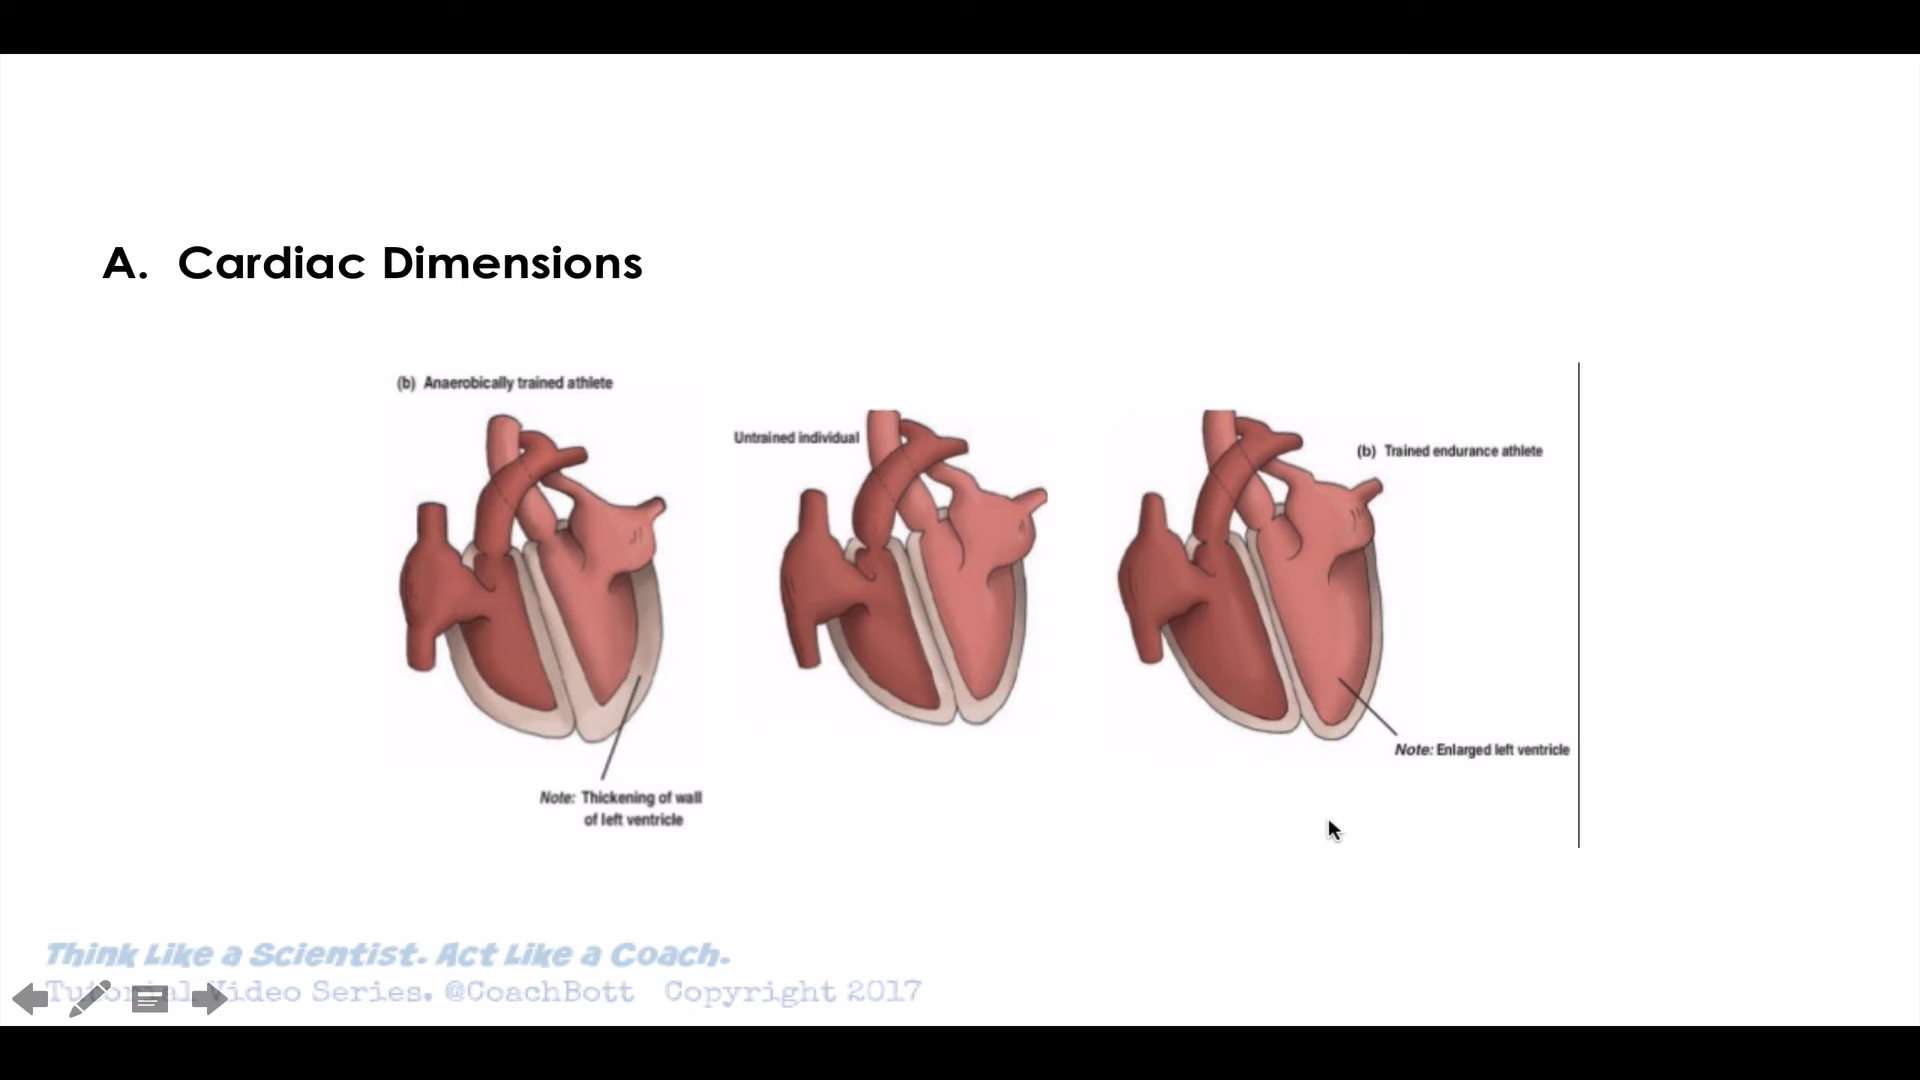 A. Cardiac Dimensions
(b) Anaerobically trained athlete
Untrained individual
(b) Trained endurance athlete
Note: Enlarged left ventricle
Note: Thickening of wall
of left ventricle
Think Like a Scientist. Act Like a Coach.
Tutorial Video Series. @CoachBott Copyright 2017